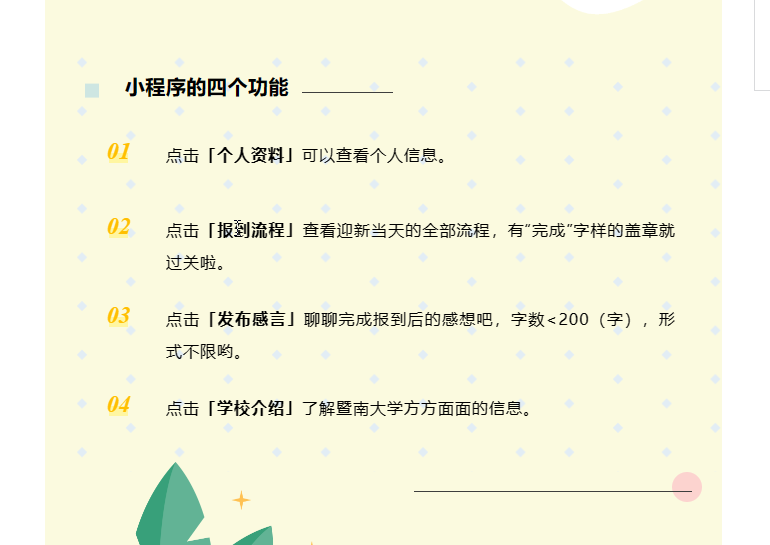 小程序的四个功能
01
点击「个人资料」可以查看个人信息。
02
点击「报到流程」查看迎新当天的全部流程，有“完成”字样的盖章就
过关啦。
03
点击「发布感言」聊聊完成报到后的感想吧，字数<200（字），形
式不限哟。
04
点击「学校介绍」了解暨南大学方方面面的信息。